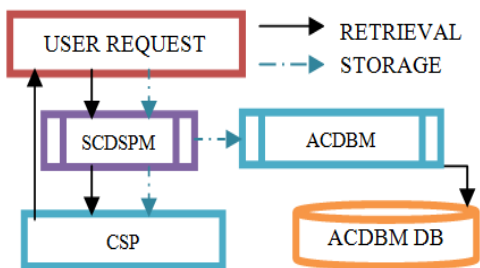 USER REQUEST
RETRIEVAL
STORAGE
SCDSPM
ACDBM
CSP
ACDBM DB